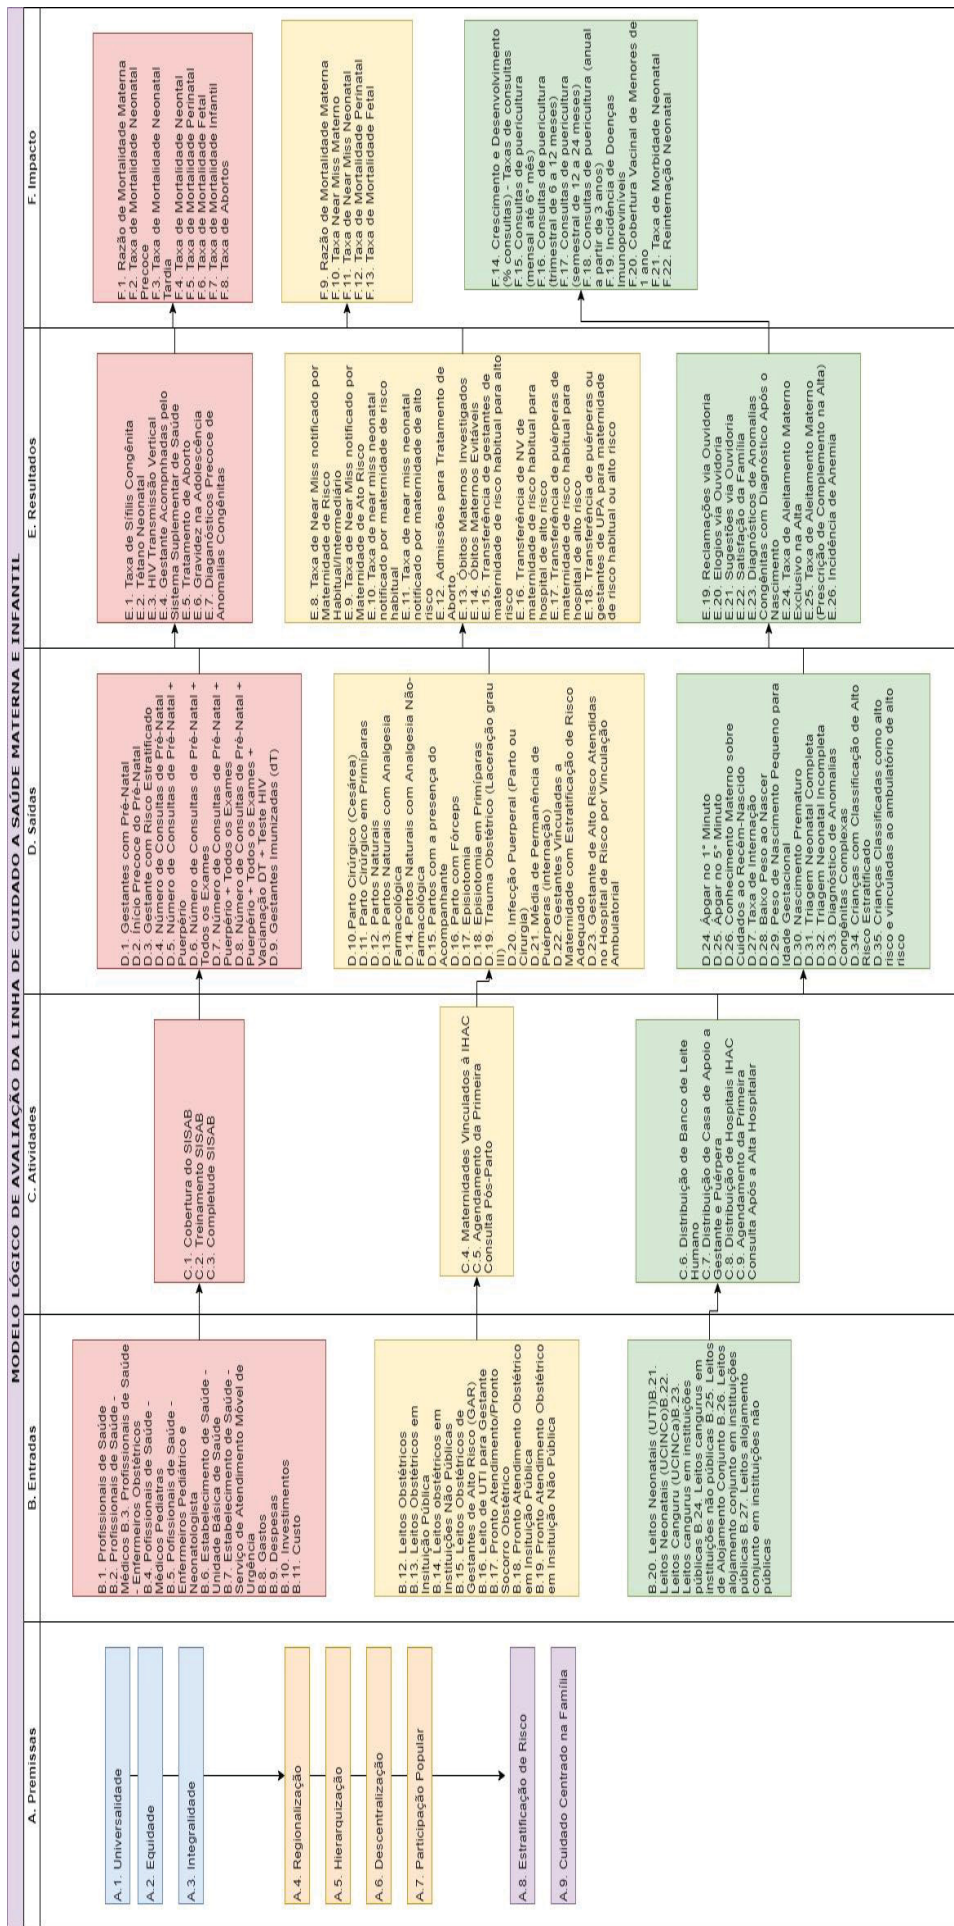 MODELO LÓGICO DE AVALIAÇÃO DA LINHA DE CUIDADO A SAÚDE MATERNA E INFANTIL
A. Premissas
B. Entradas
C. Atividades
D. Saídas
E. Resultados
F. Impacto
A.1. Universalidade
A.2. Equidade
A.3. Integralidade
A.4. Regionalização
A.5. Hierarquização
A.6. Descentralização
A.7. Participação Popular
A.8. Estratificação de Risco
A.9. Cuidado Centrado na Família
B.1. Profissionais de Saúde
B.2. Profissionais de Saúde -
Médicos B.3. Profissionais de Saúde
- Enfermeiros Obstétricos
B.4. Pofissionais de Saúde -
Médicos Pediatras
B.5. Pofissionais de Saúde -
Enfermeiros Pediátrico e
Neonatologista
B.6. Estabelecimento de Saúde -
Unidade Básica de Saúde
B.7. Estabelecimento de Saúde -
Serviço de Atendimento Móvel de
Urgência
B.8 Gastos
B.9. Despesas
B.10. Investimentos
B.11. Custo
C.1. Cobertura do SISAB
C.2. Treinamento SISAB
C.3. Completude SISAB
D.1. Gestantes com Pré-Natal
D.2. Início Precoce do Pré-Natal
D.3. Gestante com Risco Estratificado
D.4. Número de Consultas de Pré-Natal
D.5. Número de Consultas de Pré-Natal +
Puerpério
D.6. Número de Consultas de Pré-Natal +
Todos os Exames
D.7. Número de Consultas de Pré-Natal +
Puerpério + Todos os Exames
D.8. Número de Consultas de Pré-Natal +
Puerpério + Todos os Exames +
Vacianação DT + Teste HIV
D.9. Gestantes Imunizadas (dT)
E.1. Taxa de Sífilis Congênita
E.2. Tétano Neonatal
E.3. HIV Transmissão Vertical
E.4. Gestante Acompnhadas pelo
Sistema Suplementar de Saúde
E.5. Tratamento de Aborto
E.6. Gravidez na Adolescência
E.7. Diagnósticos Precoce de
Anomalias Congênitas
F.1. Razão de Mortalidade Materna
F.2. Taxa de Mortalidade Neonatal
Precoce
F.3. Taxa de Mortalidade Neonatal
Tardia
F.4. Taxa de Mortalidade Neontal
F.5. Taxa de Mortalidade Perinatal
F.6. Taxa de Mortalidade Fetal
F.7. Taxa de Mortalidade Infantil
F.8. Taxa de Abortos
B.12. Leitos Obstétricos
B.13. Leitos Obstétricos em
Insituição Pública
B.14. Leitos obstétricos em
Instituições Não Públicas
B.15. Leitos Obstétricos de
Gestantes de Alto Risco (GAR)
B.16. Leito de UTI para Gestante
B.17. Pronto Atendimento/Pronto
Socorro Obstétrico
B.18. Pronto Atendimento Obstétrico
em Insituição Pública
B.19. Pronto Atendimento Obstétrico
em Insituição Não Pública
C.4. Maternidades Vinculados á IHAC
C.5. Agendamento da Primeira
Consulta Pós-Parto
D.10.Parto Cirúrgico (Cesárea)
D.11. Parto Cirúrgico em Primíparas
D.12. Partos Naturais
D.13. Partos Naturais com Analgesia
Farmacológica
D.14. Partos Naturais com Analgesia Não-
Farmacológica
D.15. Partos com a presença do
Acompanhante
D.16. Parto com Fórceps
D.17. Episiotomia
D.18. Episiotomia em Primíparas
D.19. Trauma Obstétrico (Laceração grau
III)
D.20. Infecção Puerperal (Parto ou
Cirurgia)
D.21. Média de Permanência de
Puérperas (Internação)
D.22. Gestantes Vinculadas a
Maternidade com Estratificação de Risco
Adequado
D.23. Gestante de Alto Risco Atendidas
no Hospital de Risco por Vinculação
Ambulatorial
E.8. Taxa de Near Miss notificado por
Maternidade de Risco
Habitual/Intermediário
E.9. Taxa de Near Miss notificado por
Maternidade de Ato Risco
E.10. Taxa de near miss neonatal
notificado por maternidade de risco
habitual
E.11. Taxa de near miss neonatal
notificado por maternidade de alto
risco
E.12. Admissões para Tratamento de
Aborto
E.13. Óbitos Maternos Investigados
E.14. Óbitos Maternos Evitáveis
E.15. Transferência de gestantes de
maternidade de risco habitual para alto
risco
E.16. Transferência de NV de
maternidade de risco habitual para
hospital de alto risco
E.17. Transferência de puérperas de
maternidade de risco habitual para
hospital de alto risco
E.18. Transferência de puérperas ou
gestantes de UPA para maternidade
de risco habitual ou alto risco
F.9. Razão de Mortalidade Materna
F.10. Taxa Near Miss Materno
F.11. Taxa de Near Miss Neonatal
F.12. Taxa de Mortalidade Perinatal
F.13. Taxa de Mortalidade Fetal
B.20. Leitos Neonatais (UTI)B.21.
Leitos Neonatais (UCINCo)B.22.
Leitos Canguru (UCINCa)B.23.
Leitos cangurus em instituições
públicas B.24. Leitos cangurus em
instituições não públicas B.25. Leitos
de Alojamento Conjunto B.26. Leitos
alojamento conjunto em instituições
públicas B.27. Leitos alojamento
conjunto em instituições não
públicas
C.6. Distribuição de Banco de Leite
Humano
C.7. Distribuição de Casa de Apoio a
Gestante e Puérpera
C.8. Distribuição de Hospitais IHAC
C.9. Agendamento da Primeira
Consulta Após a Alta Hospitalar
D.24. Ápgar no 1° Minuto
D.25. Apgar no 5° Minuto
D.26. Conhecimento Materno sobre
Cuidados ao Recém-Nascido
D.27. Taxa de Internação
D.28. Baixo Peso ao Nascer
D.29. Peso de Nascimento Pequeno para
Idade Gestacional
D.30. Nascimento Prematuro
D.31. Triagem Neonatal Completa
D.32. Triagem Neonatal Incompleta
D.33. Diagnóstico de Anomalias
Congênitas Complexas
D.34. Crianças com Classificação de Alto
Risco Estratificado
D.35. Crianças Classificadas como alto
risco e vinculadas ao ambulatório de alto
risco
E.19. Reclamações via Ouvidoria
E.20. Elogios via Ouvidoria
E.21. Sugestões via Ouvidoria
E.22. Satisfação da Família
E.23. Diagnósticos de Anomalias
Congênitas com Diagnóstico Após o
Nascimento
E.24. Taxa de Aleitamento Materno
Exclusivo na Alta
E.25. Taxa de Aleitamento Materno
(Prescrição de Complemento na Alta)
E.26. Incidência de Anemia
F.14. Crescimento e Desenvolvimento
(% consultas) - Taxas de consultas
F.15. Consultas de puericultura
(mensal até 6° mês)
F.16. Consultas de puericultura
(trimestral de 6 a 12 meses)
F.17. Consultas de puericultura
(semestral de 12 a 24 meses)
F.18. Consultas de puericultura (anual
a partir de 3 anos)
F.19. Incidência de Doenças
Imunopreviníveis
F.20. Cobertura Vacinal de Menores de
1 ano
F.21. Taxa de Morbidade Neonatal
F.22. Reinternação Neonatal